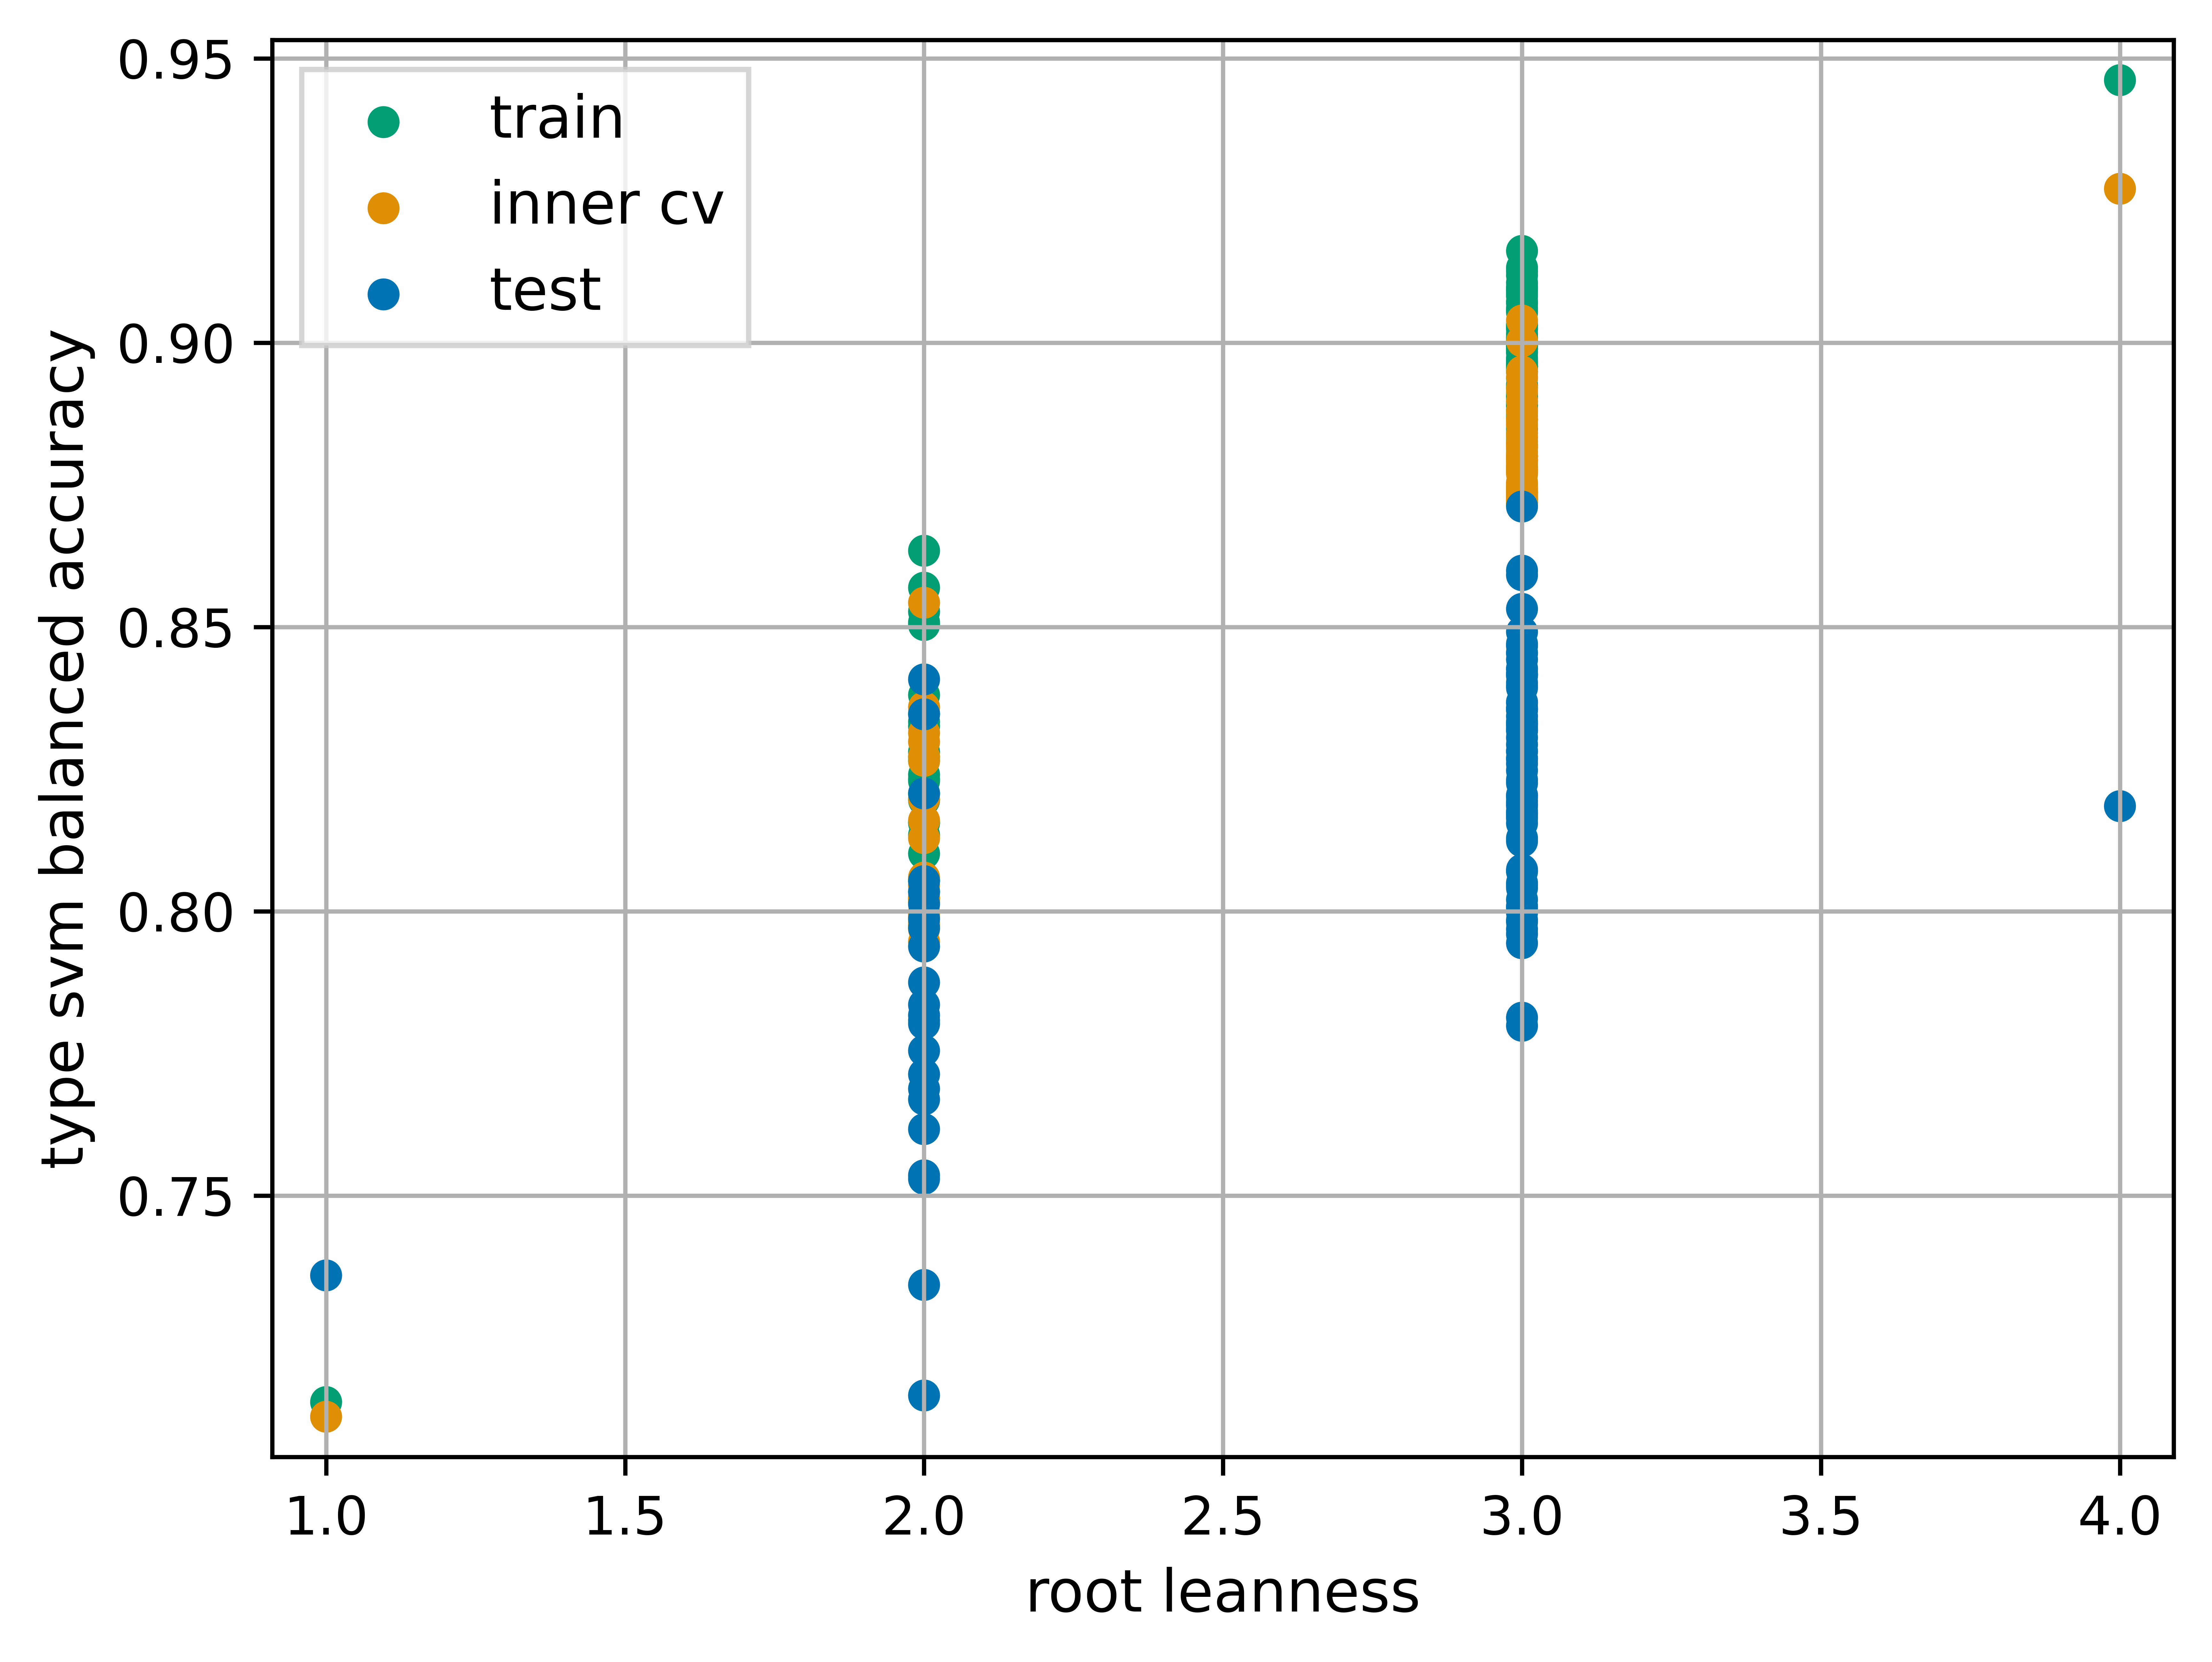 0.95
0.90
0.85
0.80
0.75
type svm balanced accuracy
train
inner cv
test
1.0 1.5 2.0 2.5 3.0 3.5 4.0
root leanness